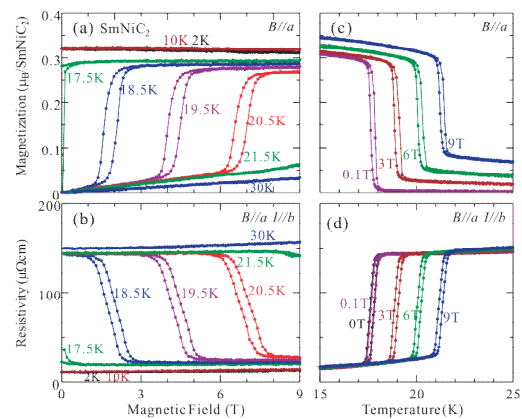 (a) SmNiC2 B//a
10K 2K
17.5K
18.5K
19.5K
20.5K
21.5K
30K
Magnetization (μB/SmNiC2)
0.4
0.3
0.2
0.1
0
(c) B//a
9T
6T
3T
0.1T
(b) B//a I//b
30K
21.5K
18.5K
19.5K
20.5K
17.5K
2K 10K
Resistivity (μΩcm)
200
100
0
0 3 6 9
Magnetic Field (T)
(d) B//a I//b
0.1T
0T
3T
6T
9T
15 20 25
Temperature (K)